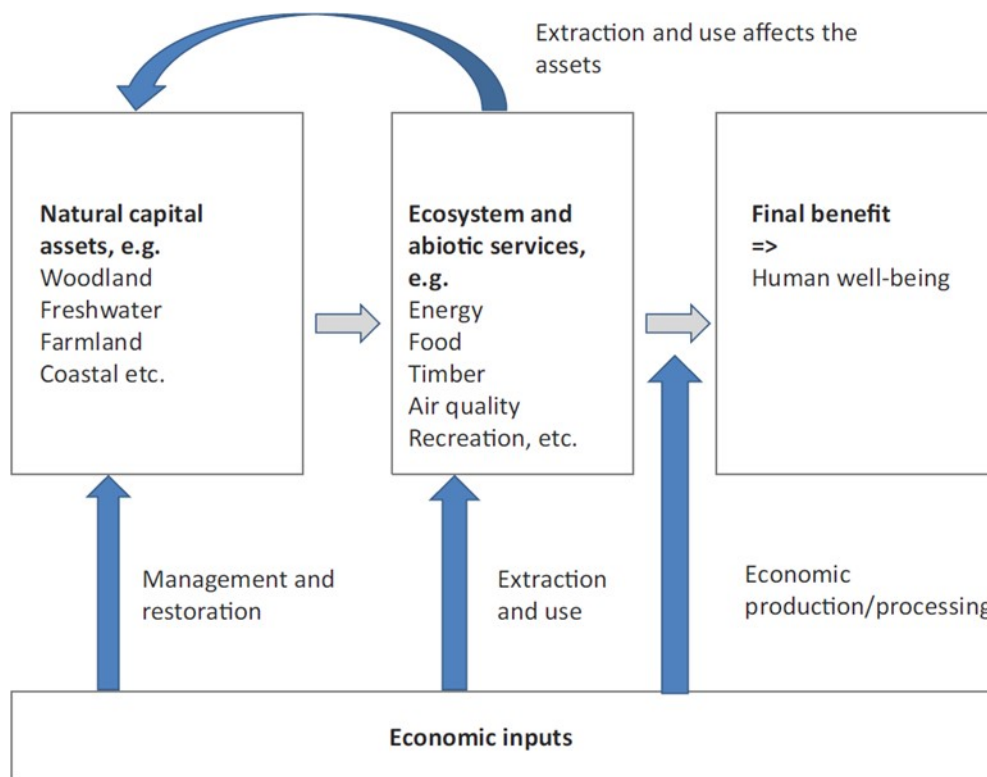 Extraction and use affects the
assets
Natural capital
assets, e.g.
Woodland
Freshwater
Farmland
Coastal etc.
Ecosystem and
abiotic services,
e.g.
Energy
Food
Timber
Air quality
Recreation, etc.
Final benefit
=>
Human well-being
Management and
restoration
Extraction
and use
Economic
production/processing
Economic inputs